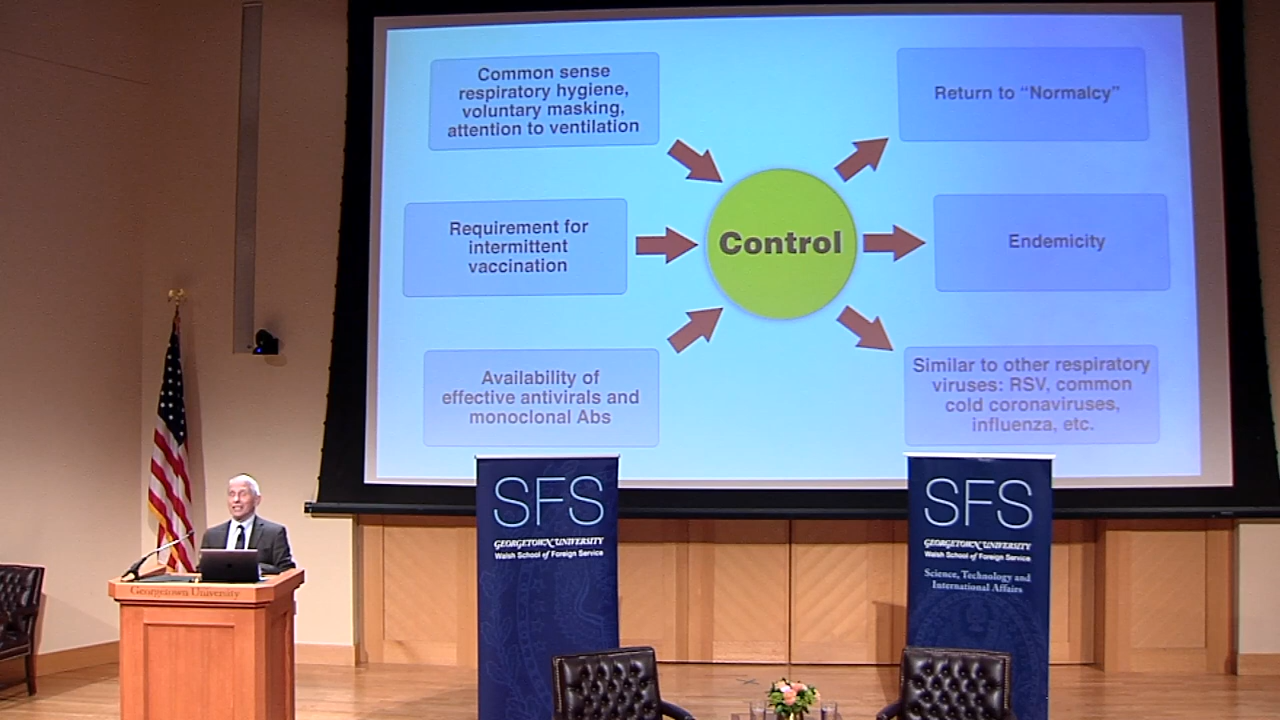 Common sense
respiratory hygiene,
voluntary masking,
attention to ventilation
Return to “Normalcy”
Requirement for
intermittent
vaccination
Control
Endemicity
Availability of
effective antivirals and
monoclonal Abs
Similar to other respiratory
viruses: RSV, common
cold coronaviruses,
influenza, etc.
SFS
GEORGETOWN UNIVERSITY
Walsh School of Foreign Service
SFS
GEORGETOWN UNIVERSITY
Walsh School of Foreign Service
Science, Technology and
International Affairs
Georgetown University